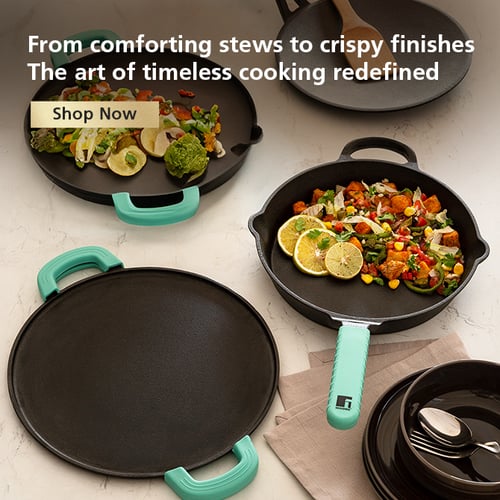 From comforting stews to crispy finishes
The art of timeless cooking redefined
Shop Now